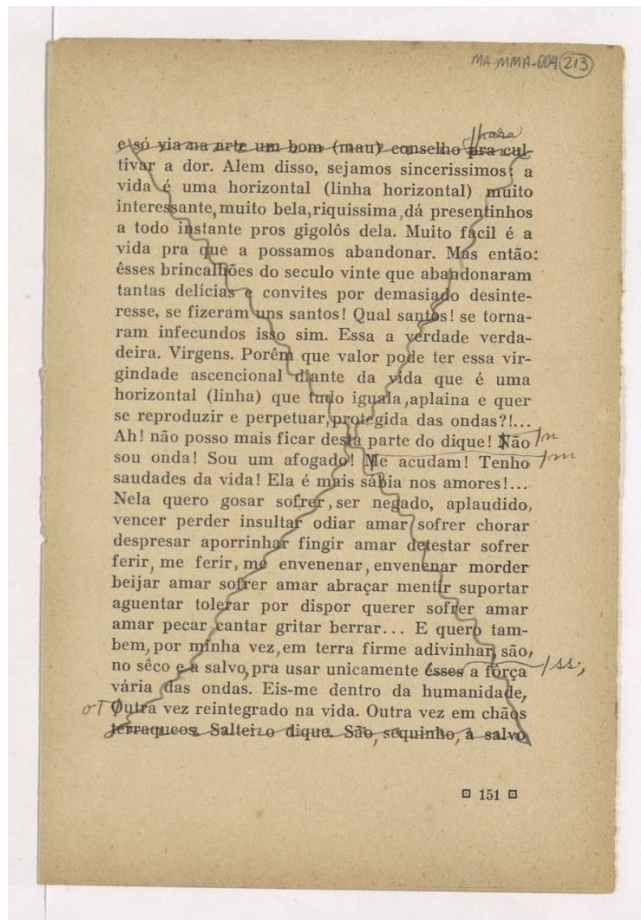 MA-MMA-004 213
para
e só via na arte um bom (mau) conselho pra cul-
tivar a dor. Alem disso, sejamos sincerissimos: a
vida é uma horizontal (linha horizontal) muito
interessante, muito bela, riquissima, dá presentinhos
a todo instante pros gigolôs dela. Muito fácil é a
vida pra que a possamos abandonar. Mas então:
êsses brincalhões do seculo vinte que abandonaram
tantas delicias e convites por demasiado desinte-
resse, se fizeram uns santos! Qual santos! se torna-
ram infecundos isso sim. Essa a verdade verda-
deira. Virgens. Porêm que valor pode ter essa vir-
gindade ascencional diante da vida que é uma
horizontal (linha) que tudo iguala, aplaina e quer
se reproduzir e perpetuar, protegida das ondas?!...
Ah! não posso mais ficar desta parte do dique! Não /n
sou onda! Sou um afogado! Me acudam! Tenho /m
saudades da vida! Ela é mais sábia nos amores!...
Nela quero gosar sofrer, ser negado, aplaudido,
vencer perder insultar odiar amar sofrer chorar
despresar aporrinhar fingir amar detestar sofrer
ferir, me ferir, me envenenar, envenenar morder
beijar amar sofrer amar abraçar mentir suportar
aguentar tolerar por dispor querer sofrer amar
amar pecar cantar gritar berrar... E quero tam-
bem, por minha vez, em terra firme adivinhar, são,
no sêco e a salvo, pra usar unicamente ésses a fôrça /ss,
vária das ondas. Eis-me dentro da humanidade,
Outra vez reintegrado na vida. Outra vez em chãos
terraqueos. Saltei o dique. São, sequinho, a salvo
151